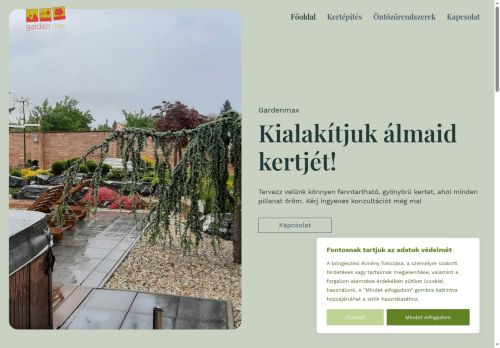 garden max
Főoldal
Kertépítés
Öntözőrendszerek
Kapcsolat
Gardenmax
Kialakítjuk álmaid
kertjét!
Tervezz velünk könnyen fenntartható, gyönyörű kertet, ahol minden
pillanat öröm. Kérj ingyenes konzultációt még ma!
Kapcsolat
Fontosnak tartjuk az adatok védelmét
A böngészési élmény fokozása, a személyre szabott
hirdetések vagy tartalmak megjelenítése, valamint a
forgalom elemzése érdekében sütiket (cookie)
használunk. A "Mindet elfogadom" gombra kattintva
hozzájárulhat a sütik használatához.
Elutasít
Mindet elfogadom